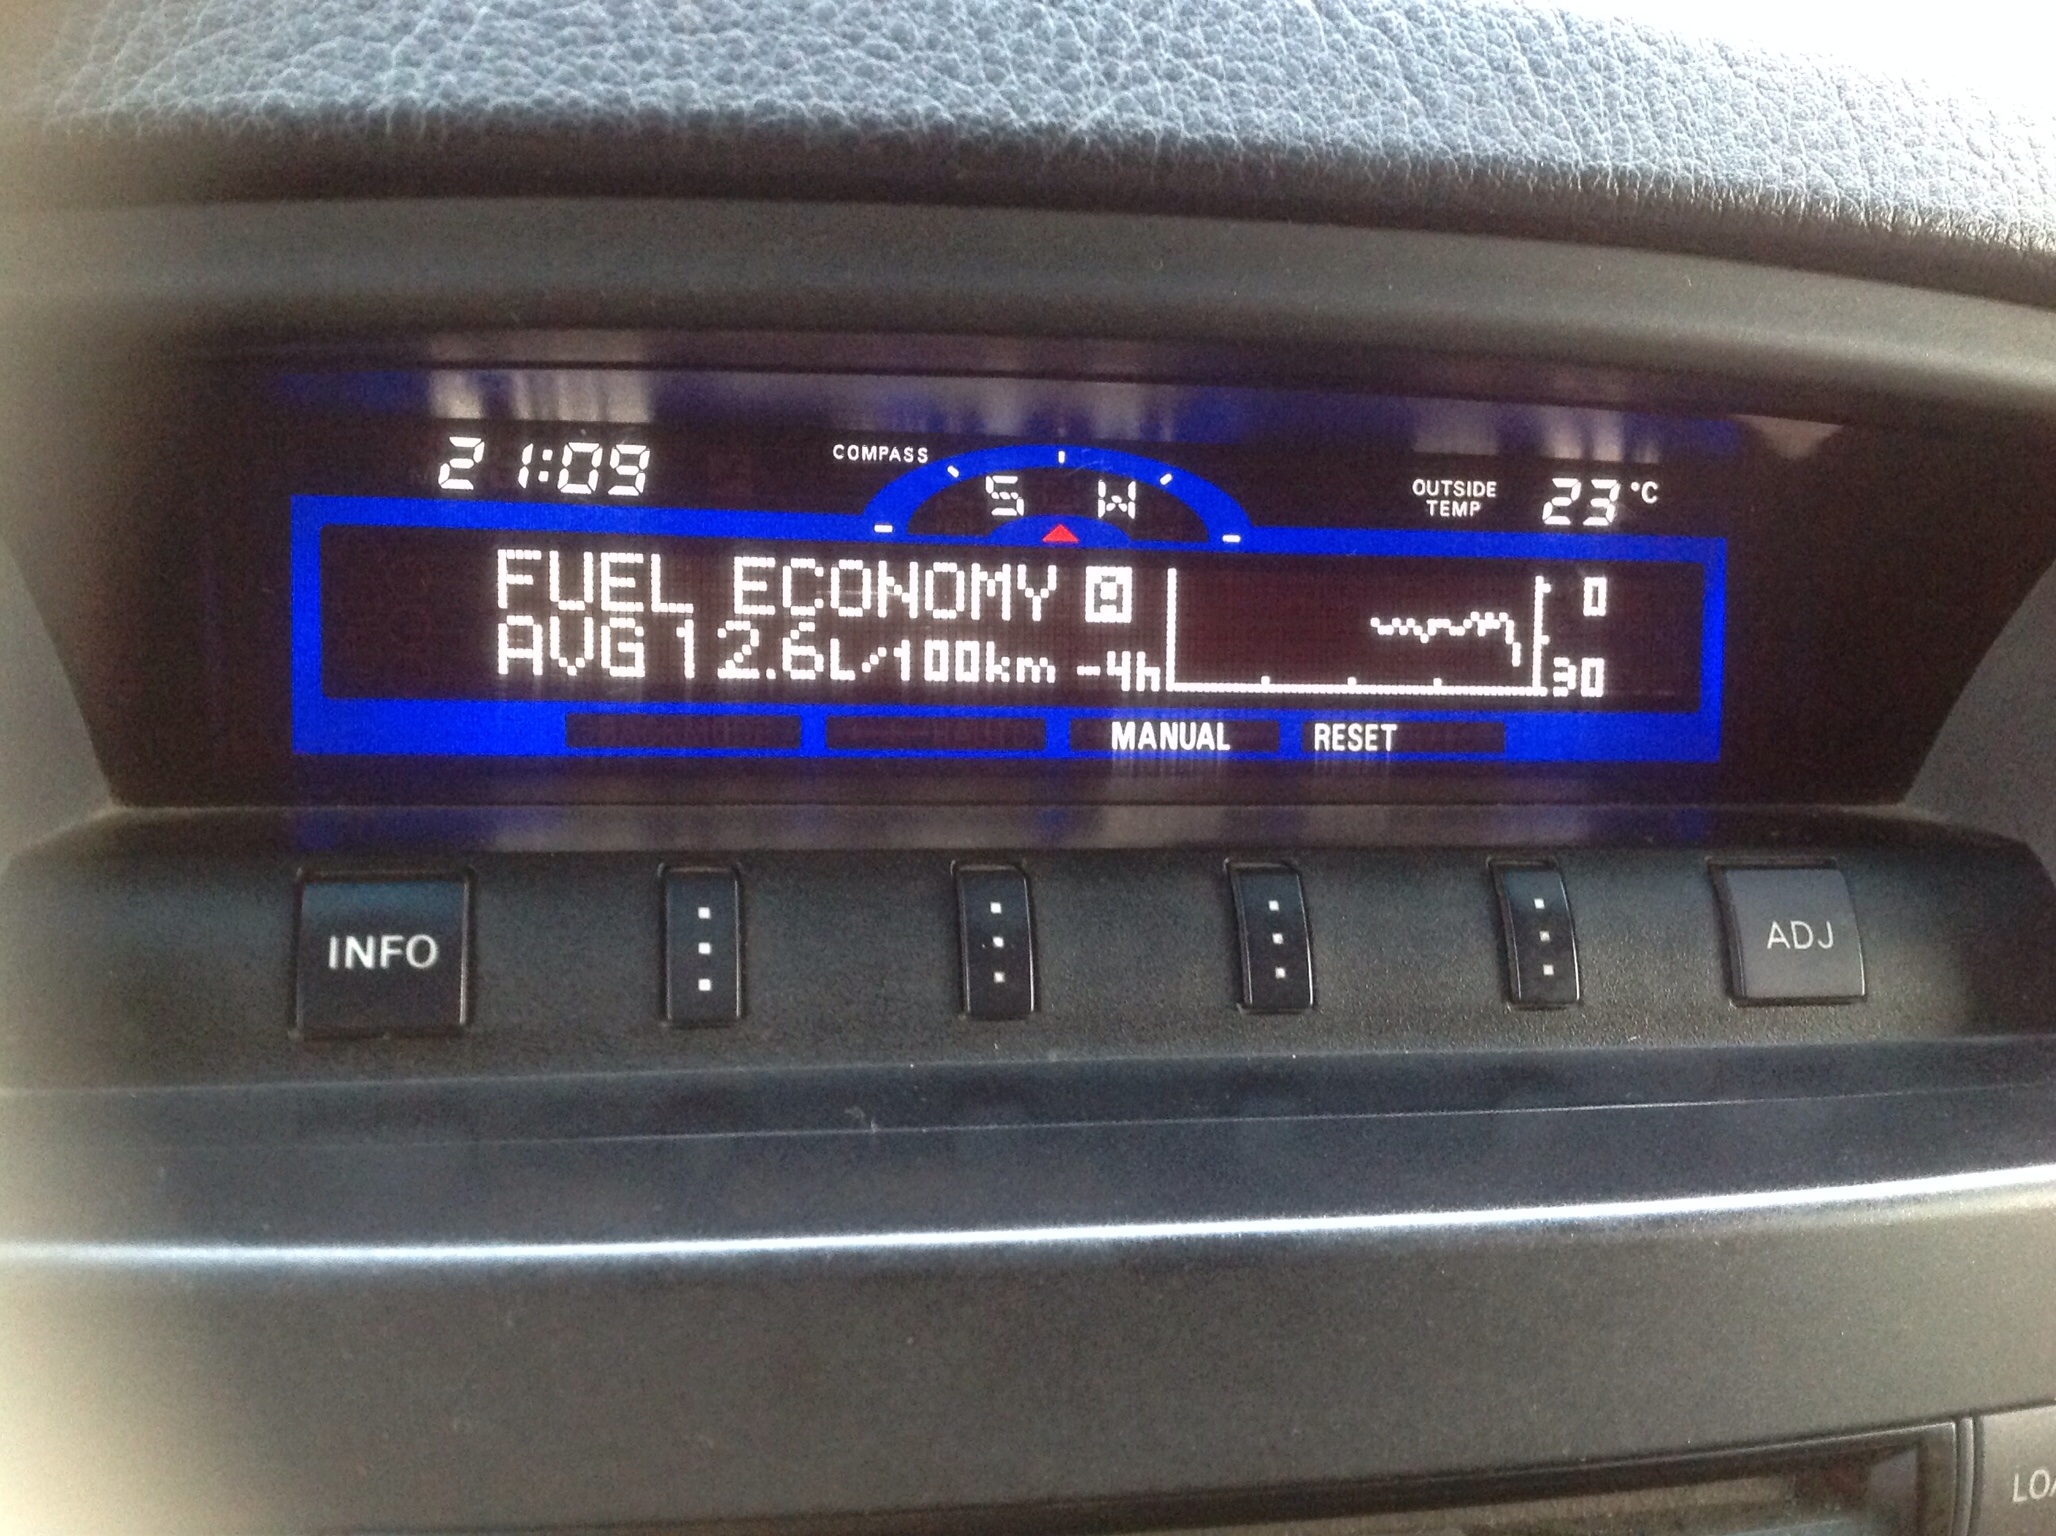 21:09
COMPASS
S W
OUTSIDE
TEMP
23 °C
FUEL ECONOMY A
AVG 12.6L/100km
-4h
0
30
MANUAL
RESET
INFO
ADJ